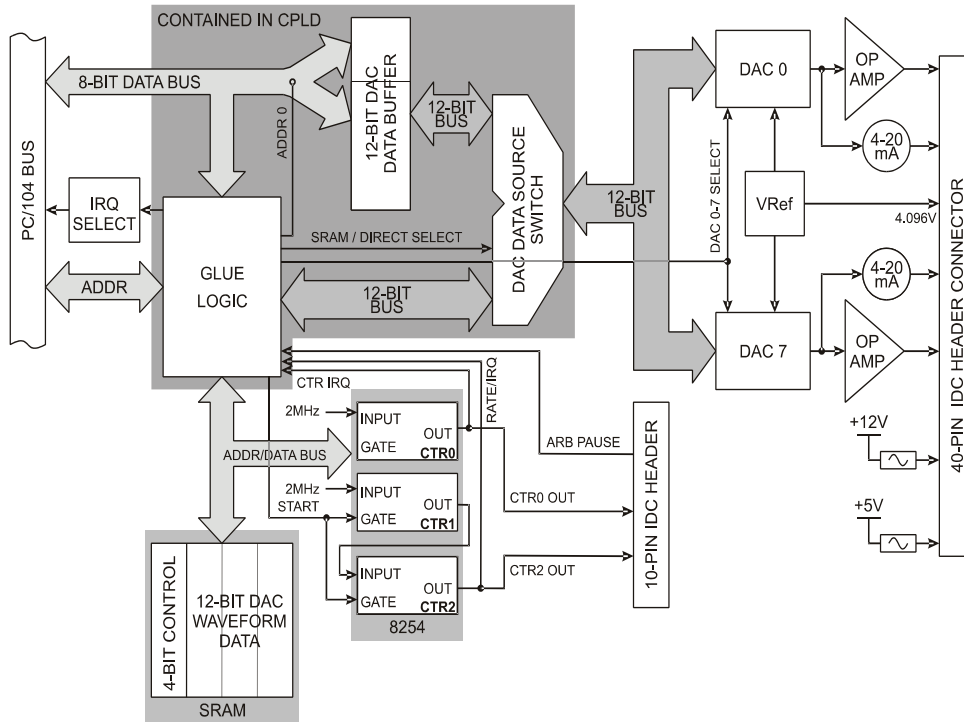 CONTAINED IN CPLD
PC/104 BUS
8-BIT DATA BUS
ADDR 0
12-BIT DAC
DATA BUFFER
12-BIT
BUS
DAC DATA SOURCE
SWITCH
12-BIT
BUS
DAC 0
OP
AMP
4-20
mA
DAC 0-7 SELECT
VRef
4.096V
40-PIN IDC HEADER CONNECTOR
IRQ
SELECT
ADDR
GLUE
LOGIC
SRAM / DIRECT SELECT
12-BIT
BUS
4-20
mA
DAC 7
OP
AMP
+12V
+5V
CTR IRQ
RATE/IRQ
2MHz
INPUT
GATE
OUT
CTR0
ADDR/DATA BUS
2MHz
START
INPUT
GATE
OUT
CTR1
INPUT
GATE
OUT
CTR2
8254
ARB PAUSE
CTR0 OUT
CTR2 OUT
10-PIN IDC HEADER
4-BIT CONTROL
12-BIT DAC
WAVEFORM
DATA
SRAM